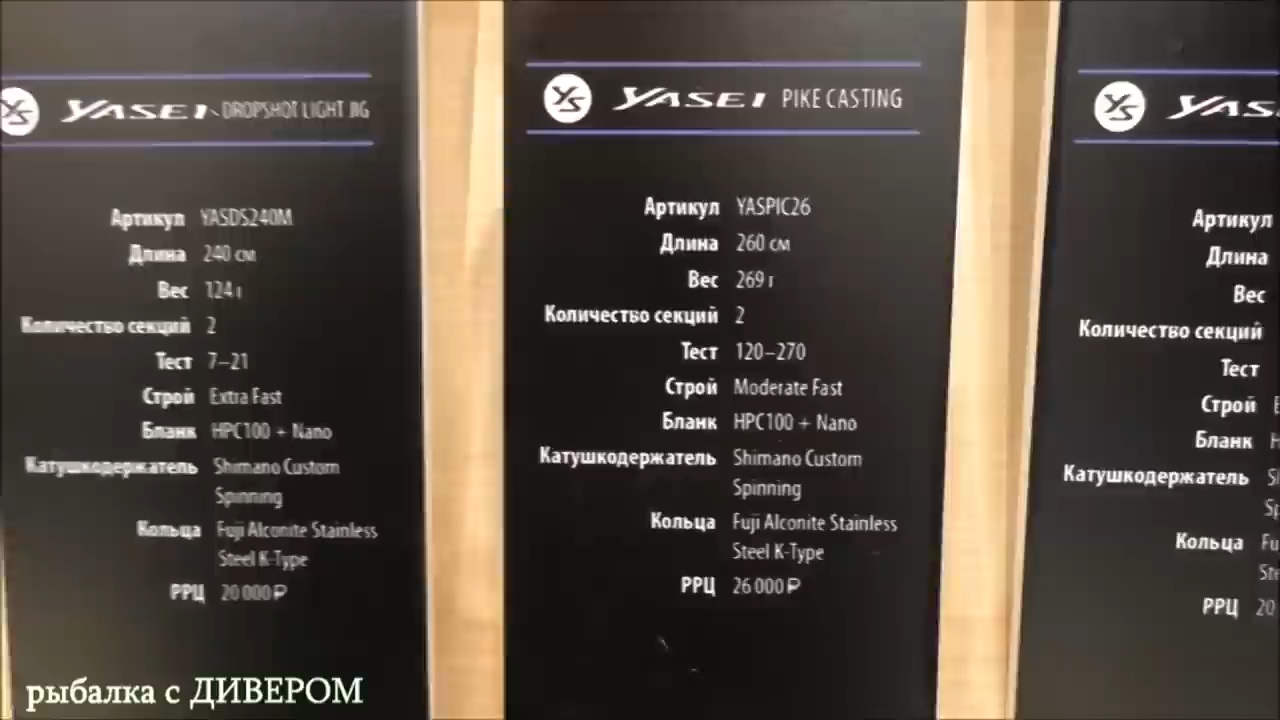 YS YASEI DROPSHOT LIGHT JIG
Артикул YASDS240M
Длина 240 см
Вес 124 г
Количество секций 2
Тест 7–21
Строй Extra Fast
Бланк HPC100 + Nano
Катушкодержатель Shimano Custom
Spinning
Кольца Fuji Alconite Stainless
Steel K-Type
РРЦ 20 000 ₽
YS YASEI PIKE CASTING
Артикул YASPIC26
Длина 260 см
Вес 269 г
Количество секций 2
Тест 120–270
Строй Moderate Fast
Бланк HPC100 + Nano
Катушкодержатель Shimano Custom
Spinning
Кольца Fuji Alconite Stainless
Steel K-Type
РРЦ 26 000 ₽
YS
Артикул
Длина
Вес
Количество секций
Тест
Строй
Бланк
Катушкодержатель
Кольца
РРЦ 20
рыбалка с ДИВЕРОМ